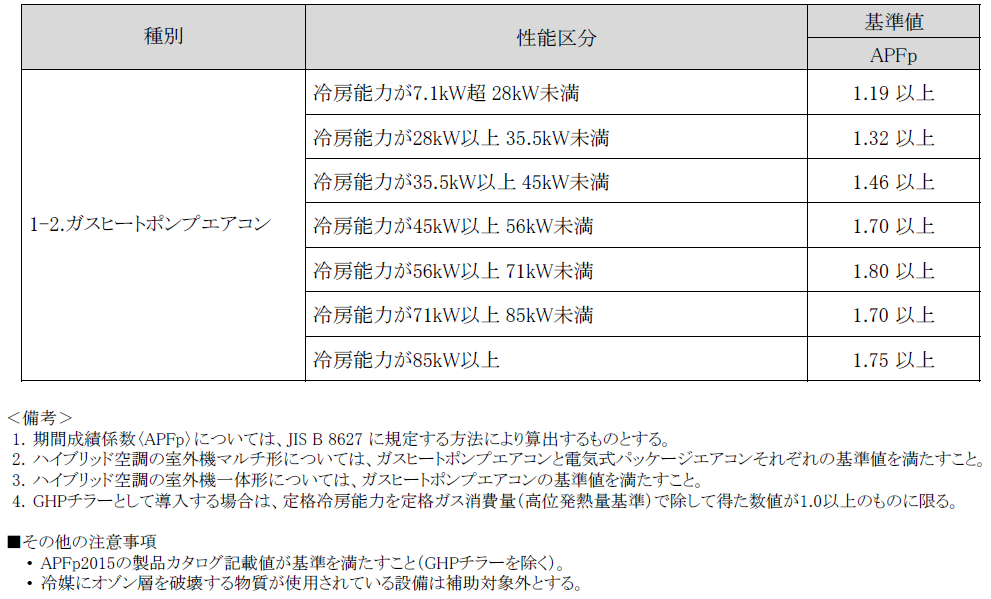 種別
性能区分
基準値
APFp
1-2.ガスヒートポンプエアコン
冷房能力が7.1kW超 28kW未満
1.19 以上
冷房能力が28kW以上 35.5kW未満
1.32 以上
冷房能力が35.5kW以上 45kW未満
1.46 以上
冷房能力が45kW以上 56kW未満
1.70 以上
冷房能力が56kW以上 71kW未満
1.80 以上
冷房能力が71kW以上 85kW未満
1.70 以上
冷房能力が85kW以上
1.75 以上
＜備考＞
1. 期間成績係数〈APFp〉については、JIS B 8627 に規定する方法により算出するものとする。
2. ハイブリッド空調の室外機マルチ形については、ガスヒートポンプエアコンと電気式パッケージエアコンそれぞれの基準値を満たすこと。
3. ハイブリッド空調の室外機一体形については、ガスヒートポンプエアコンの基準値を満たすこと。
4. GHPチラーとして導入する場合は、定格冷房能力を定格ガス消費量（高位発熱量基準）で除して得た数値が1.0以上のものに限る。
■その他の注意事項
・ APFp2015の製品カタログ記載値が基準を満たすこと（GHPチラーを除く）。
・ 冷媒にオゾン層を破壊する物質が使用されている設備は補助対象外とする。